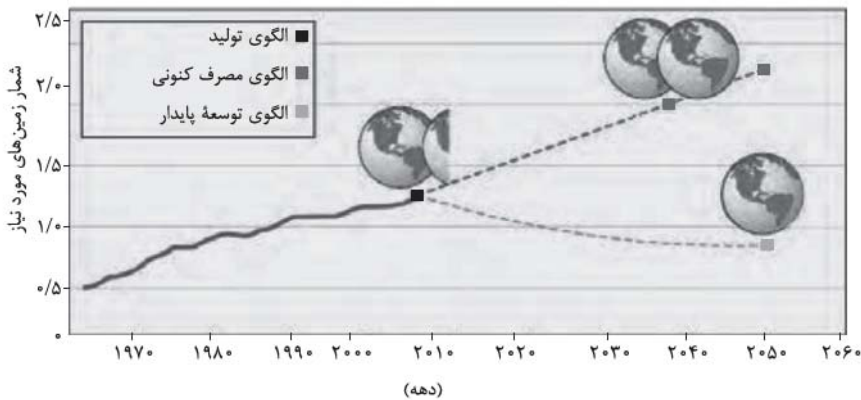 الگوی تولید
الگوی مصرف کنونی
الگوی توسعهٔ پایدار
شمار زمین‌های مورد نیاز
۲/۵
۲/۰
۱/۵
۱/۰
۰/۵
۰
۱۹۷۰ ۱۹۸۰ ۱۹۹۰ ۲۰۰۰ ۲۰۱۰ ۲۰۲۰ ۲۰۳۰ ۲۰۴۰ ۲۰۵۰ ۲۰۶۰
(دهه)